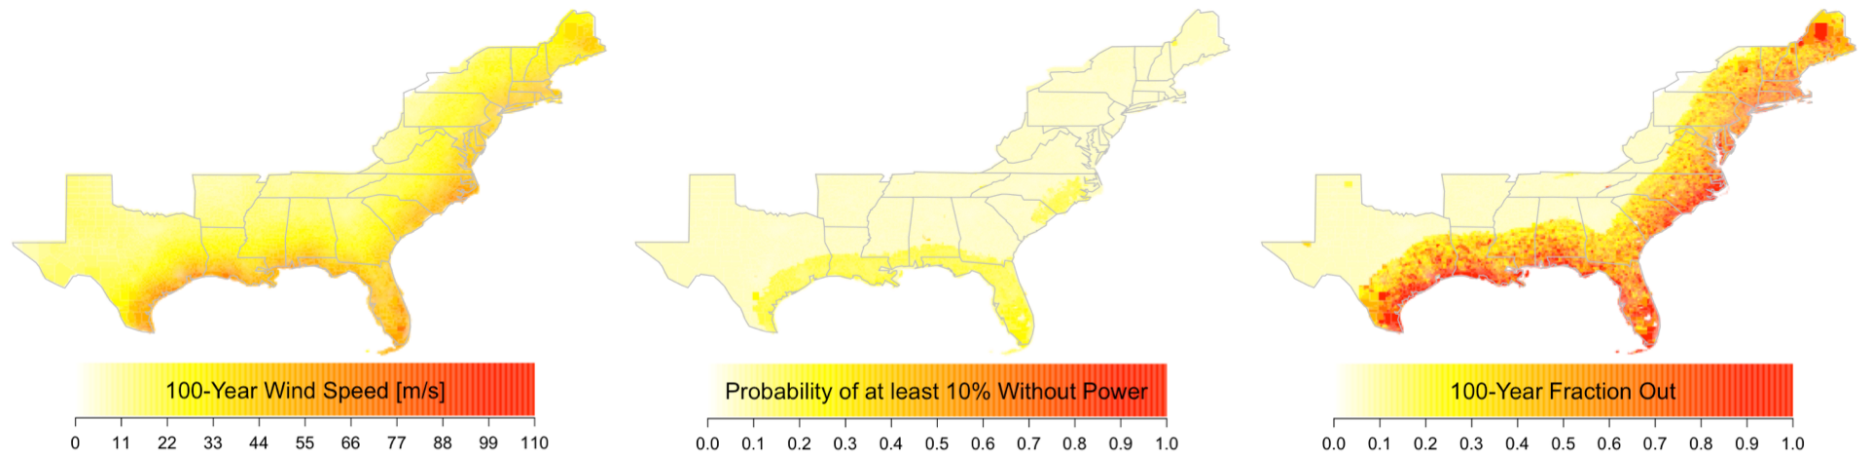 100-Year Wind Speed [m/s]
0 11 22 33 44 55 66 77 88 99 110
Probability of at least 10% Without Power
0.0 0.1 0.2 0.3 0.4 0.5 0.6 0.7 0.8 0.9 1.0
100-Year Fraction Out
0.0 0.1 0.2 0.3 0.4 0.5 0.6 0.7 0.8 0.9 1.0